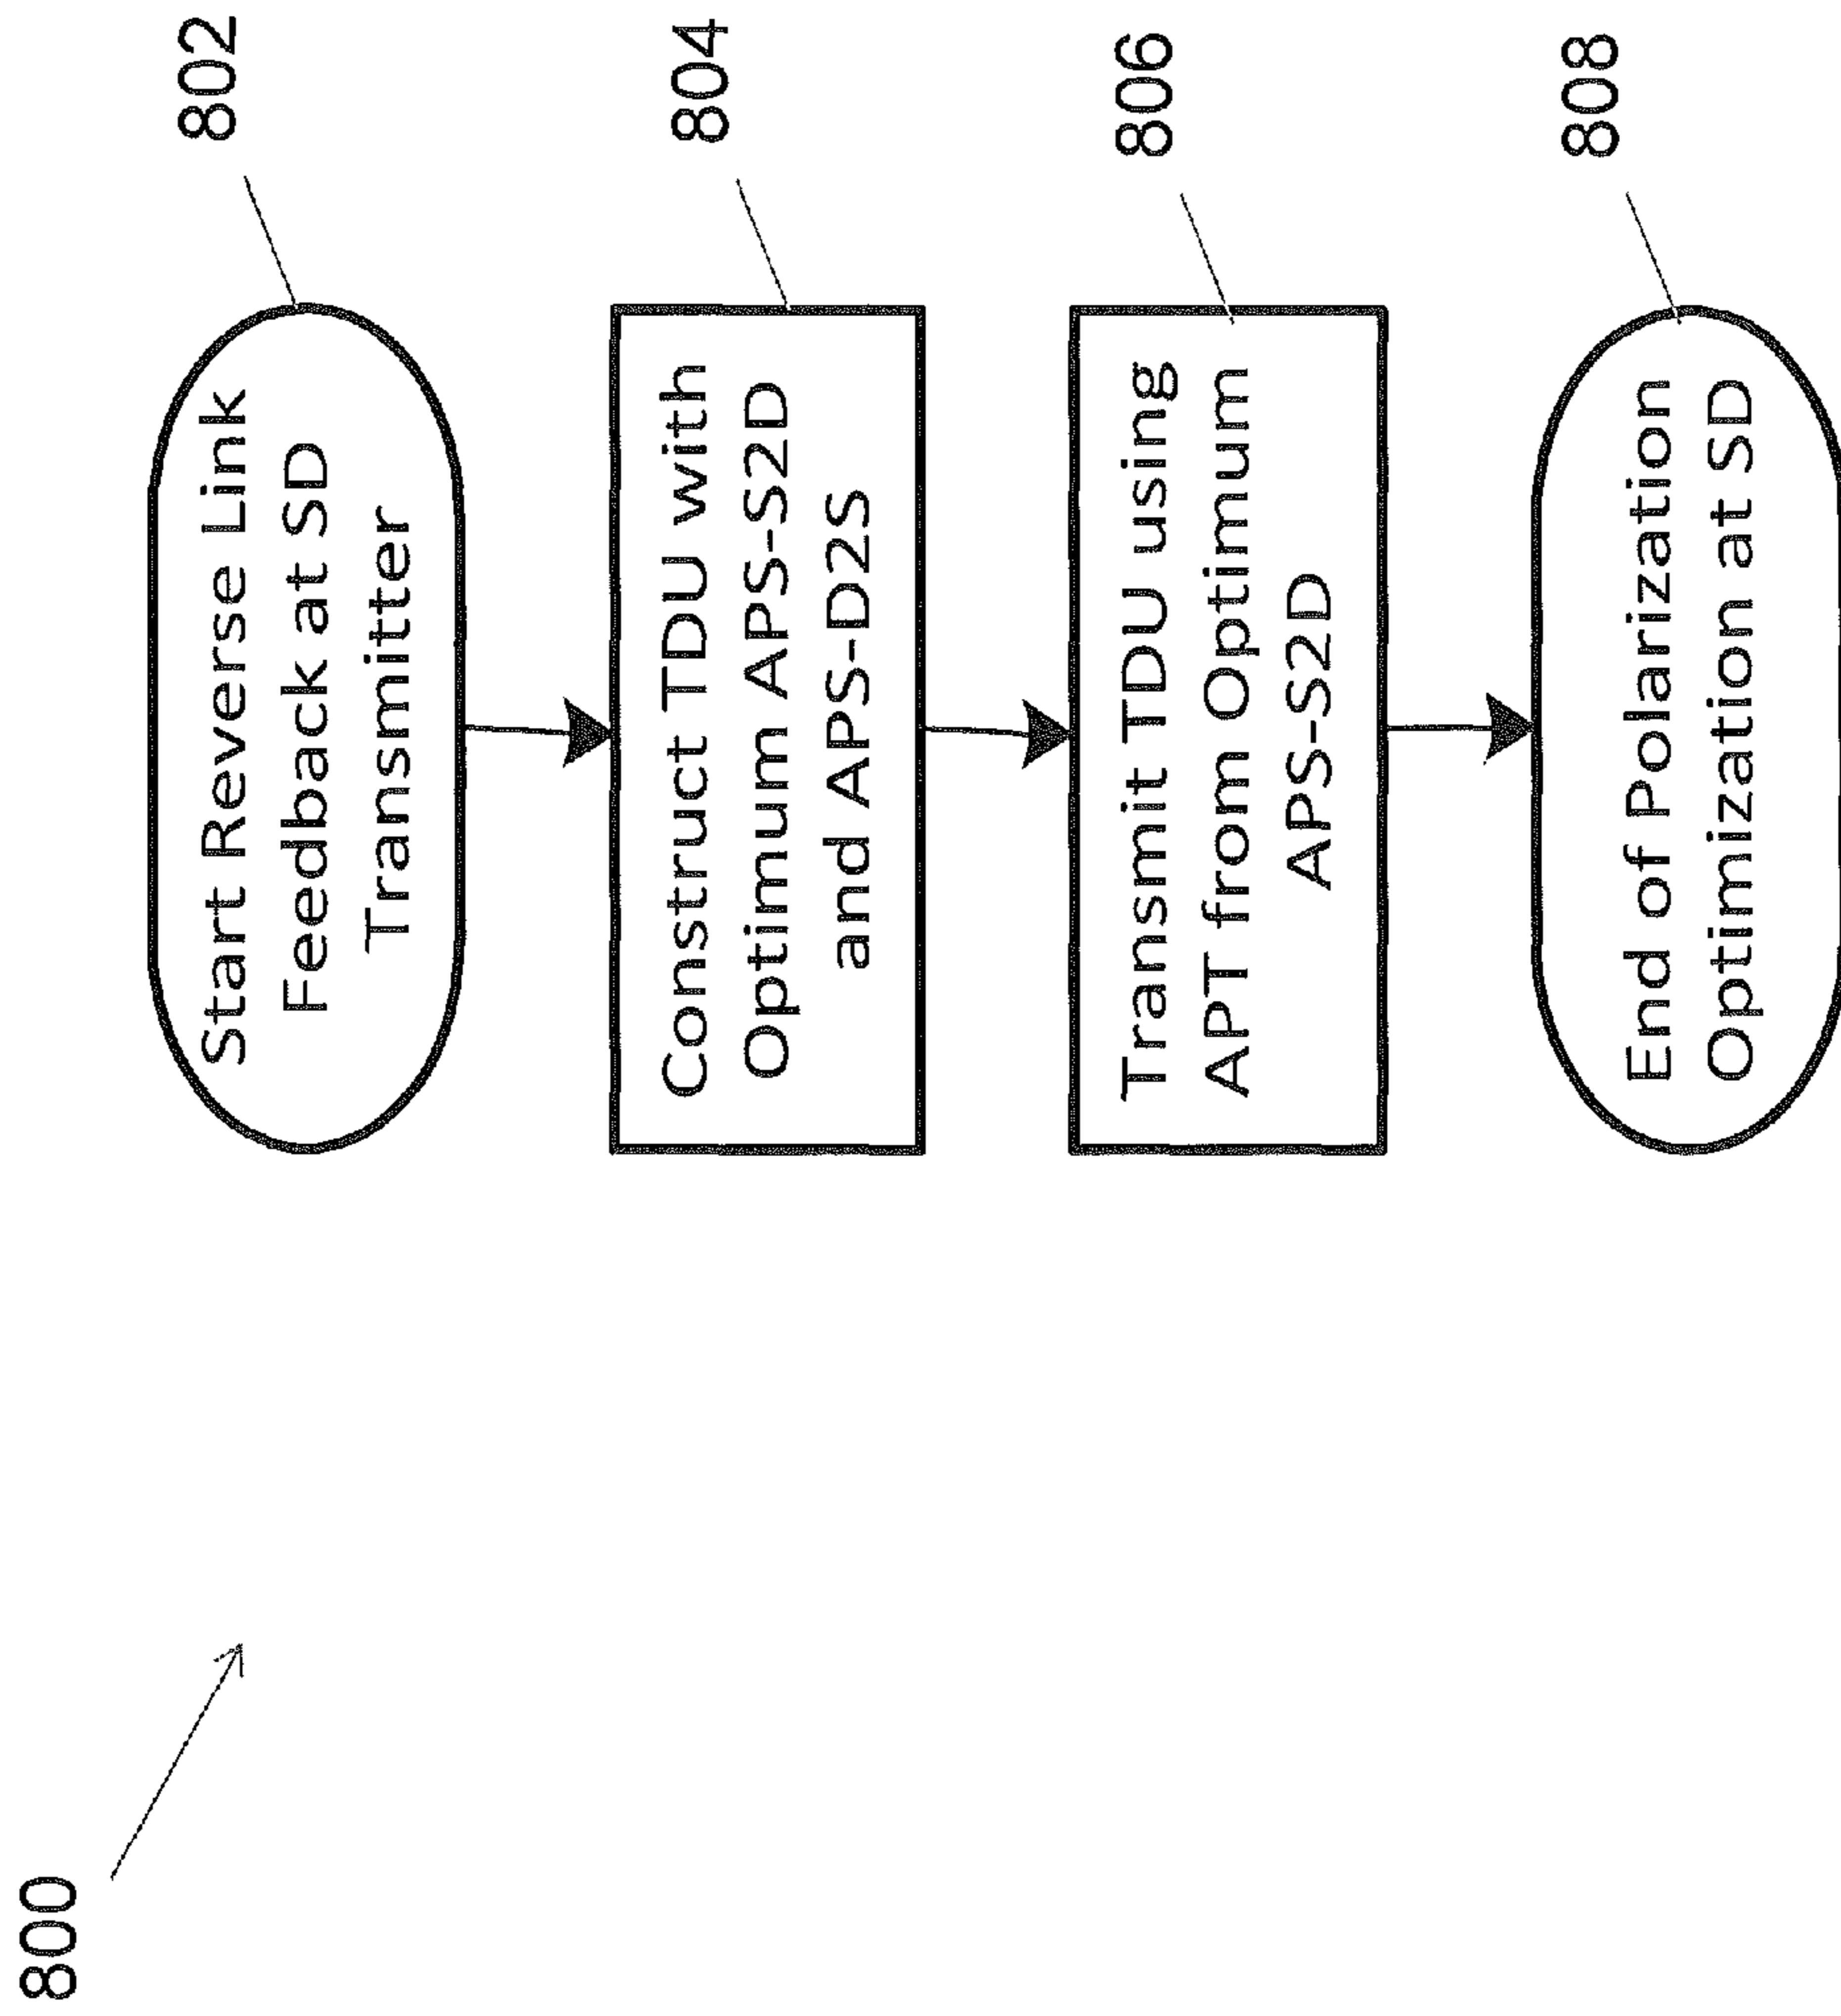 800
Start Reverse Link
Feedback at SD
Transmitter
802
Construct TDU with
Optimum APS-S2D
and APS-D2S
804
Transmit TDU using
APT from Optimum
APS-S2D
806
End of Polarization
Optimization at SD
808